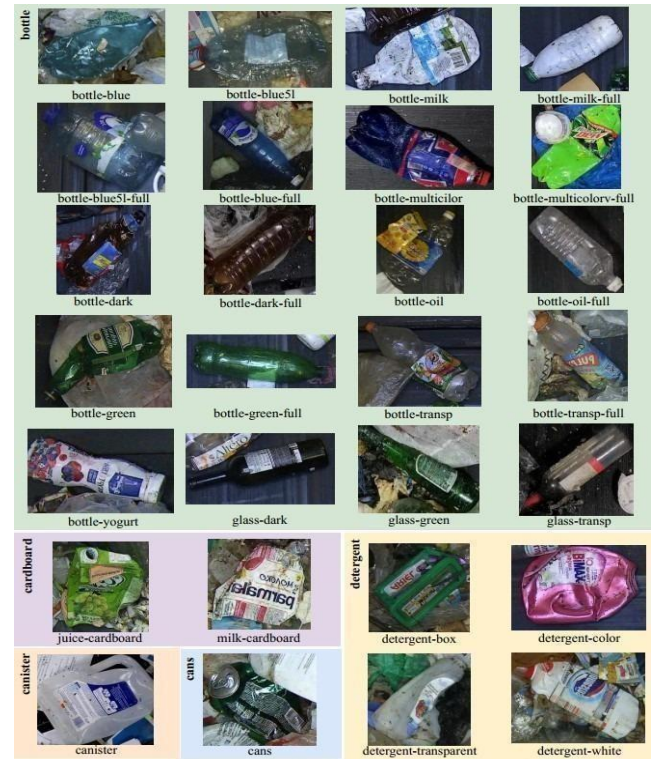 bottle
bottle-blue
bottle-blue5l
bottle-milk
bottle-milk-full
bottle-blue5l-full
bottle-blue-full
bottle-multicilor
bottle-multicolorv-full
bottle-dark
bottle-dark-full
bottle-oil
bottle-oil-full
bottle-green
bottle-green-full
bottle-transp
bottle-transp-full
bottle-yogurt
glass-dark
glass-green
glass-transp
cardboard
juice-cardboard
parmala
milk-cardboard
detergent
detergent-box
BIMAX
detergent-color
canister
canister
cans
cans
detergent-transparent
detergent-white